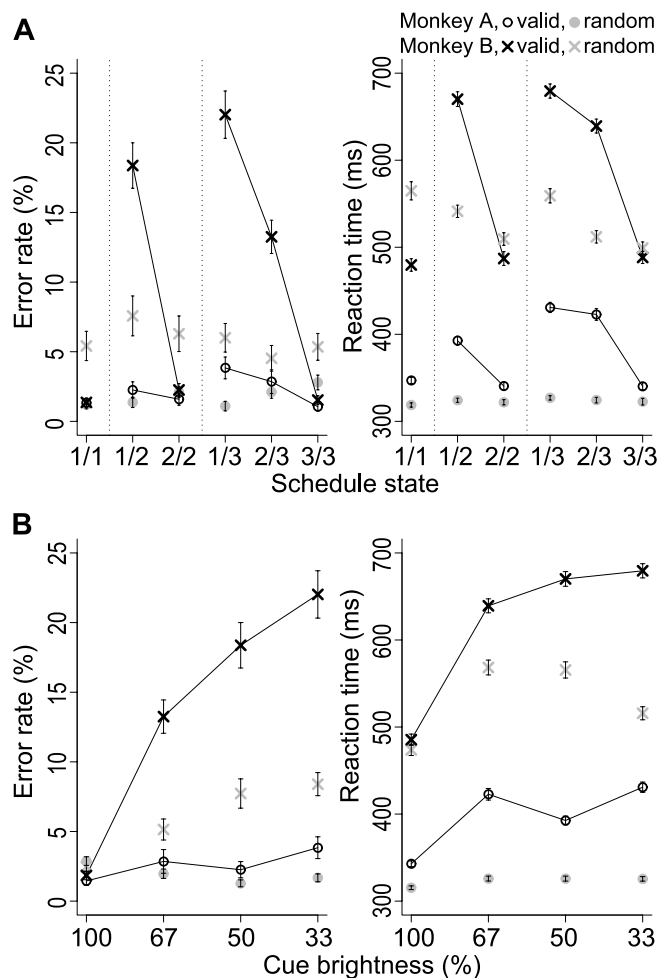 A
Monkey A, valid, random
Monkey B, valid, random
Error rate (%)
25
20
15
10
5
0
1/1 1/2 2/2 1/3 2/3 3/3
Reaction time (ms)
700
600
500
400
300
1/1 1/2 2/2 1/3 2/3 3/3
Schedule state
B
Error rate (%)
25
20
15
10
5
0
100 67 50 33
Reaction time (ms)
700
600
500
400
300
100 67 50 33
Cue brightness (%)